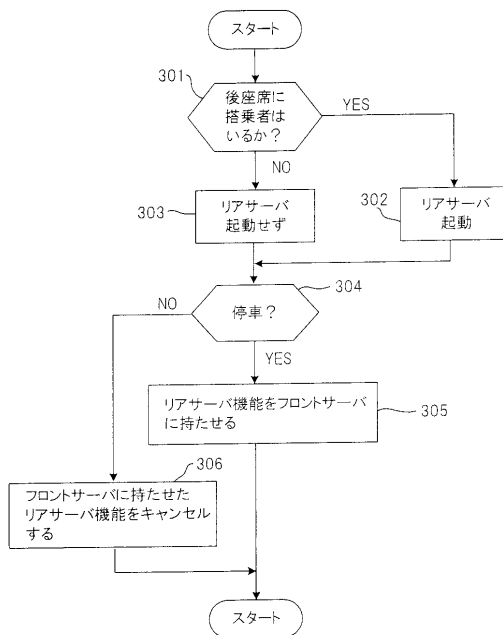 スタート
301
後座席に
搭乗者は
いるか？
YES
NO
303
リアサーバ
起動せず
302
リアサーバ
起動
304
NO
停車？
YES
リアサーバ機能をフロントサーバ
に持たせる
305
306
フロントサーバに持たせた
リアサーバ機能をキャンセル
する
スタート